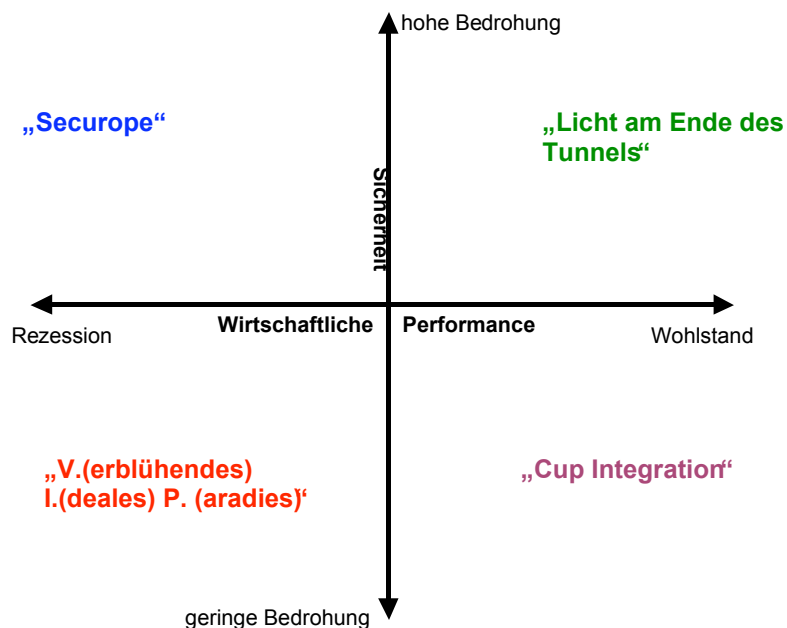 hohe Bedrohung
„Securope“
„Licht am Ende des
Tunnels“
Sicherheit
Wirtschaftliche Performance
Rezession
Wohlstand
„V.(erblühendes)
I.(deales) P. (aradies)“
„Cup Integration“
geringe Bedrohung